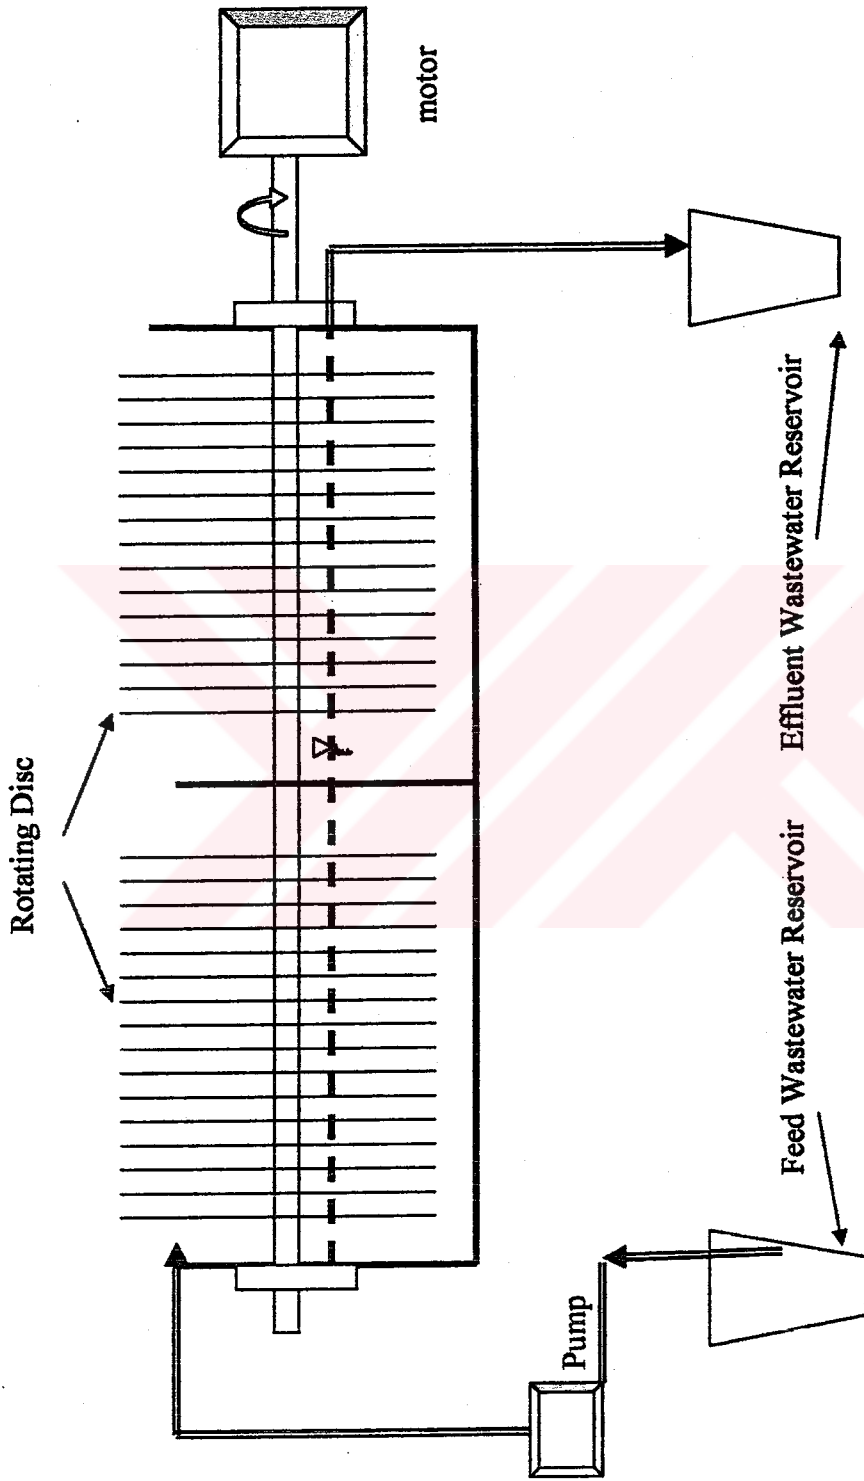 Rotating Disc
motor
Pump
Feed Wastewater Reservoir
Effluent Wastewater Reservoir